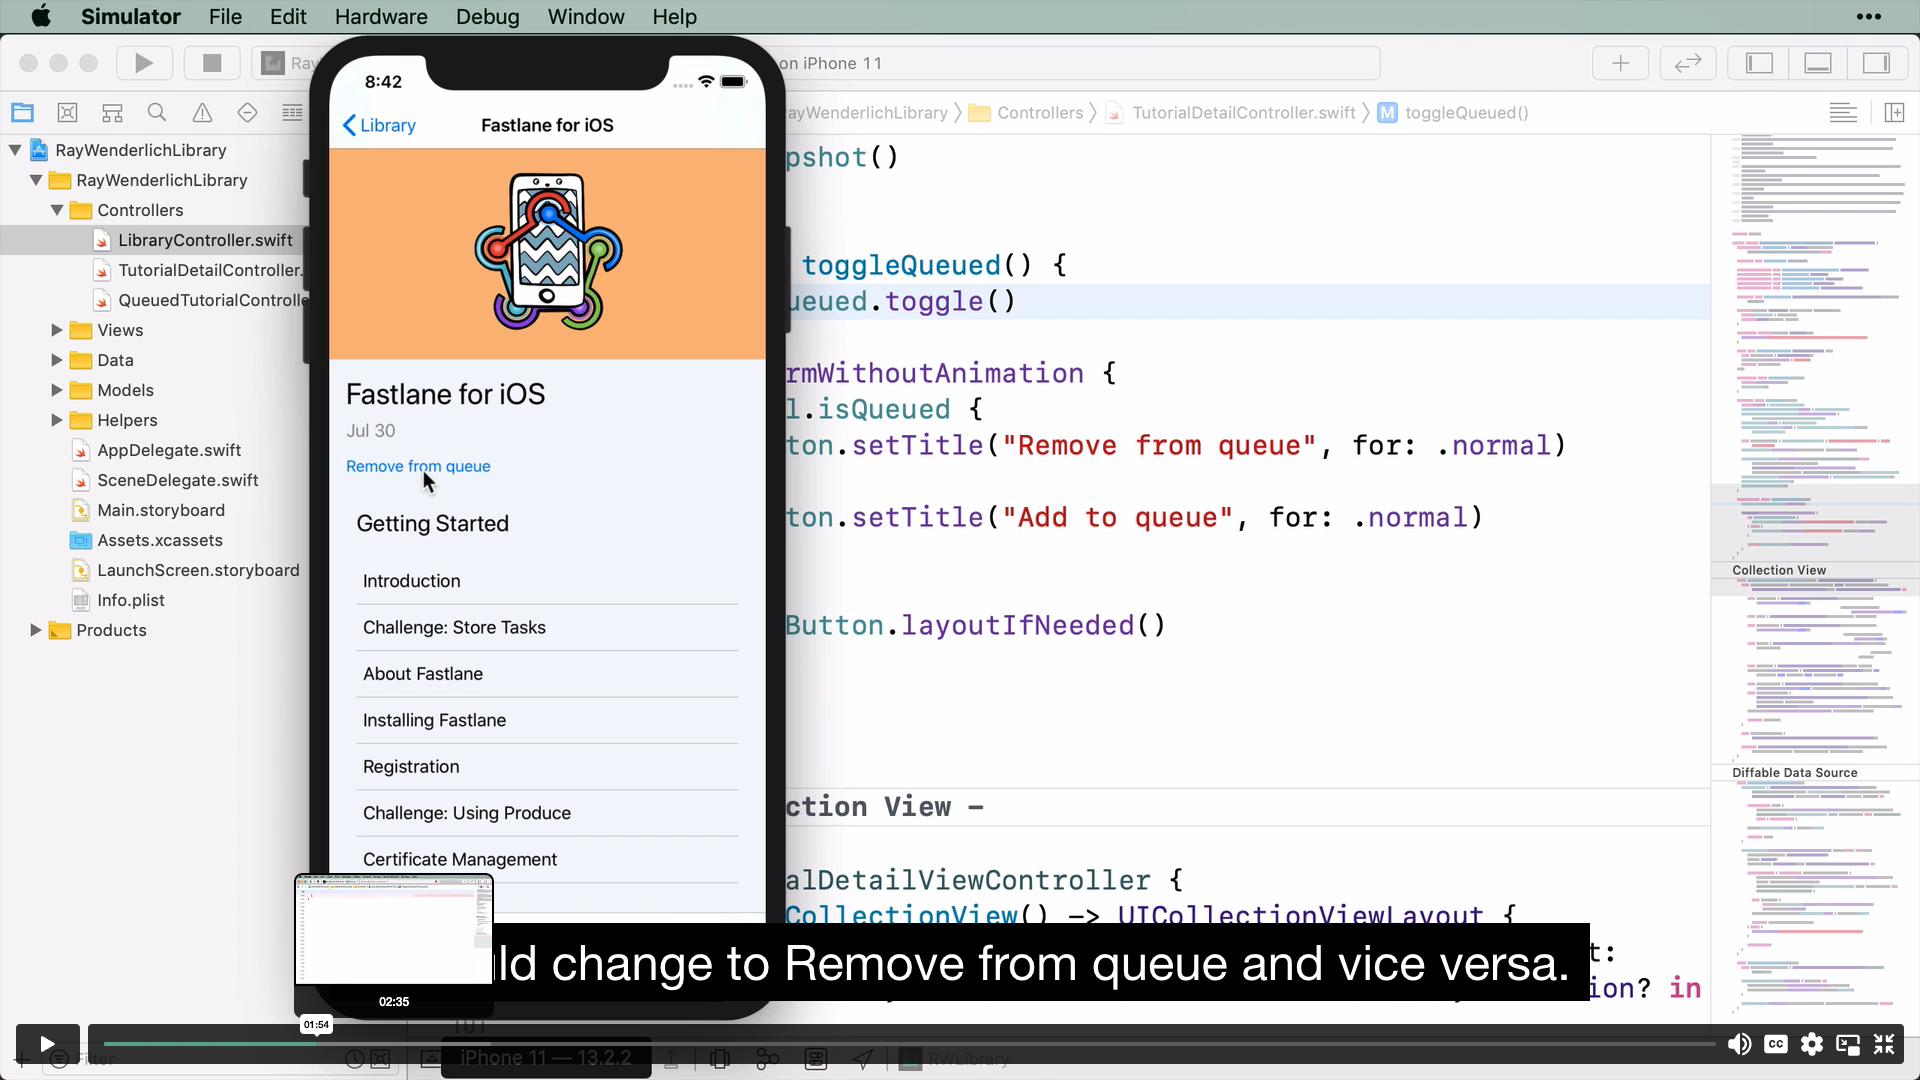 Simulator File Edit Hardware Debug Window Help
Ray
on iPhone 11
RayWenderlichLibrary
RayWenderlichLibrary
Controllers
LibraryController.swift
TutorialDetailController.
QueuedTutorialControlle
Views
Data
Models
Helpers
AppDelegate.swift
SceneDelegate.swift
Main.storyboard
Assets.xcassets
LaunchScreen.storyboard
Info.plist
Products
Filter
8:42
Library
Fastlane for iOS
Fastlane for iOS
Jul 30
Remove from queue
Getting Started
Introduction
Challenge: Store Tasks
About Fastlane
Installing Fastlane
Registration
Challenge: Using Produce
Certificate Management
ayWenderlichLibrary Controllers TutorialDetailController.swift M toggleQueued()
pshot()
toggleQueued() {
ueued.toggle()
rmWithoutAnimation {
l.isQueued {
ton.setTitle("Remove from queue", for: .normal)
ton.setTitle("Add to queue", for: .normal)
Button.layoutIfNeeded()
ction View –
alDetailViewController {
CollectionView() -> UICollectionViewLayout {
t:
ion? in
Collection View
Diffable Data Source
ld change to Remove from queue and vice versa.
02:35
01:54
iPhone 11 — 13.2.2
RWLibrary
CC